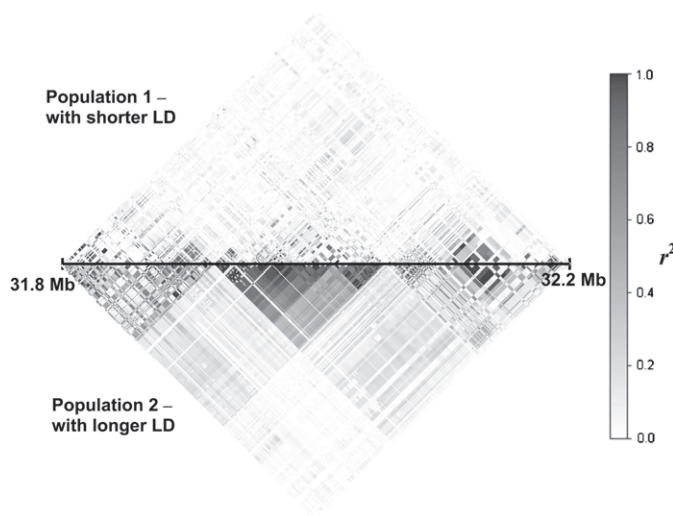 Population 1 –
with shorter LD
31.8 Mb
32.2 Mb
Population 2 –
with longer LD
1.0
0.8
0.6
0.4
0.2
0.0
r²